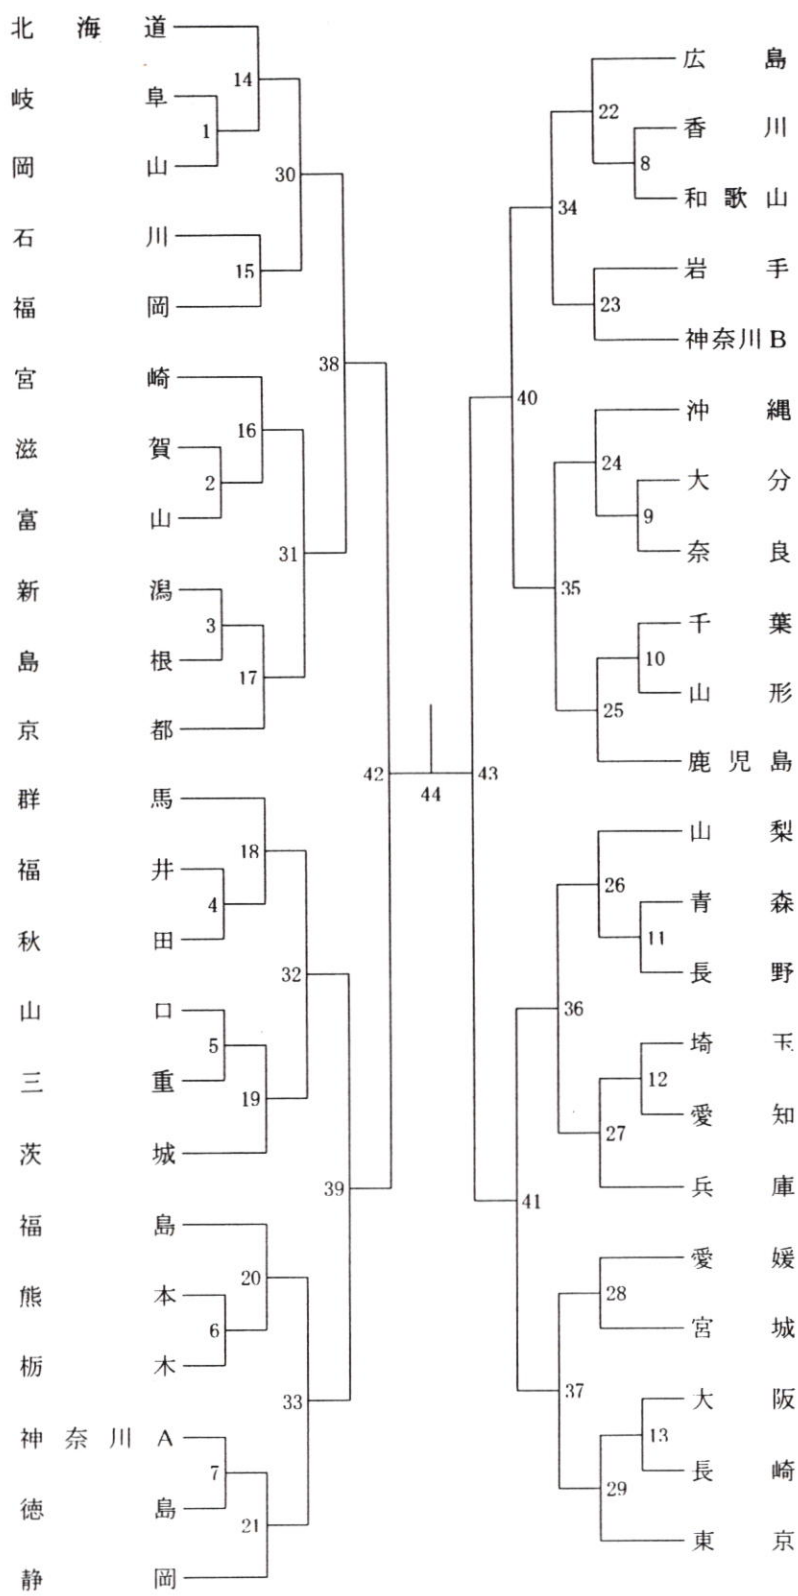 北海道
14
岐阜
1
岡山
30
石川
15
福岡
宮崎
38
16
滋賀
2
富山
31
新潟
3
島根
17
京都
42
44
群馬
18
福井
4
秋田
32
山口
5
三重
19
茨城
39
福島
20
熊本
6
栃木
33
神奈川A
7
徳島
21
静岡
広島
22
香川
8
和歌山
34
岩手
23
神奈川B
40
沖縄
24
大分
9
奈良
35
千葉
10
山形
25
鹿児島
43
山梨
26
青森
11
長野
36
埼玉
12
愛知
27
兵庫
41
愛媛
28
宮城
37
大阪
13
長崎
29
東京